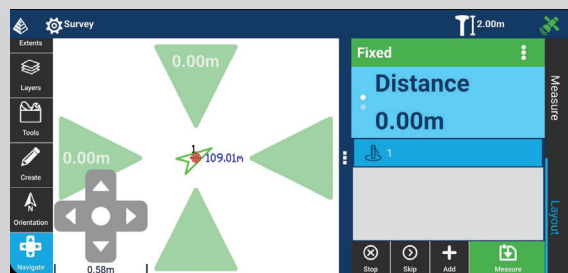 Survey
2.00m
Extents
Layers
Tools
Create
Orientation
Navigate
0.00m
0.00m
1
109.01m
0.58m
Fixed
Distance
0.00m
1
Stop
Skip
Add
Measure
Measure
Layout